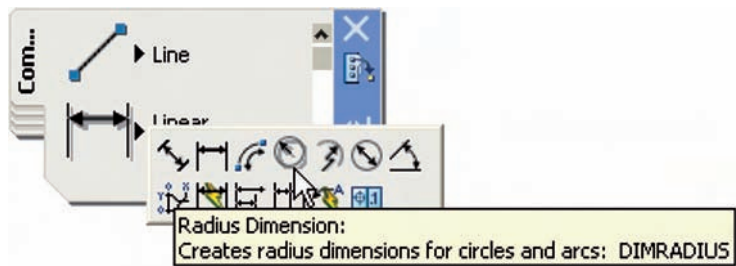 Com...
Line
Linear
Radius Dimension:
Creates radius dimensions for circles and arcs: DIMRADIUS